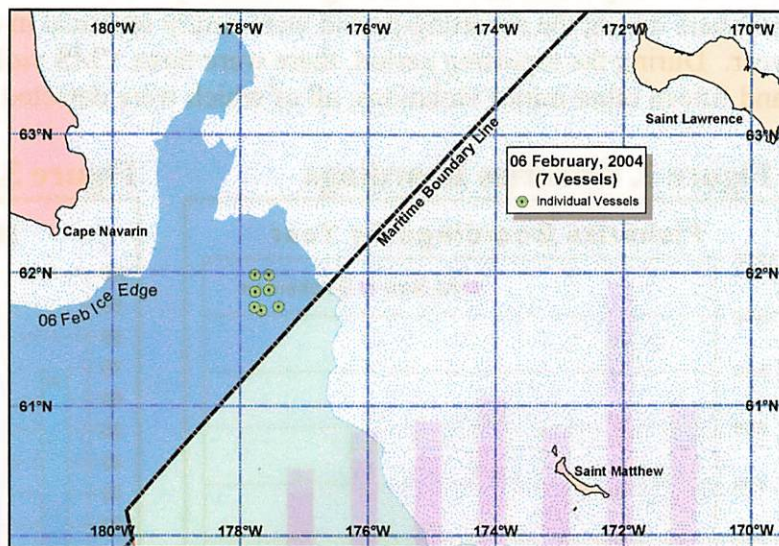 180°W 178°W 176°W 174°W 172°W 170°W
Saint Lawrence
63°N 63°N
06 February, 2004
(7 Vessels)
Individual Vessels
Maritime Boundary Line
Cape Navarin
62°N 62°N
06 Feb Ice Edge
61°N 61°N
Saint Matthew
180°W 178°W 176°W 174°W 172°W 170°W